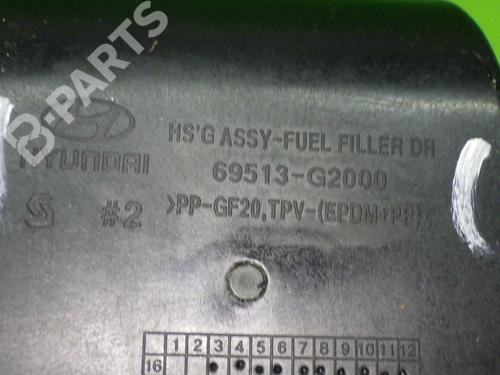 B-PARTS
HS'G ASSY-FUEL FILLER DR
HYUNDAI
69513-G2000
#2
>PP-GF20,TPV-(EPDM+PP)<
1 2 3 4 5 6 7 8 9 10 11 12
16